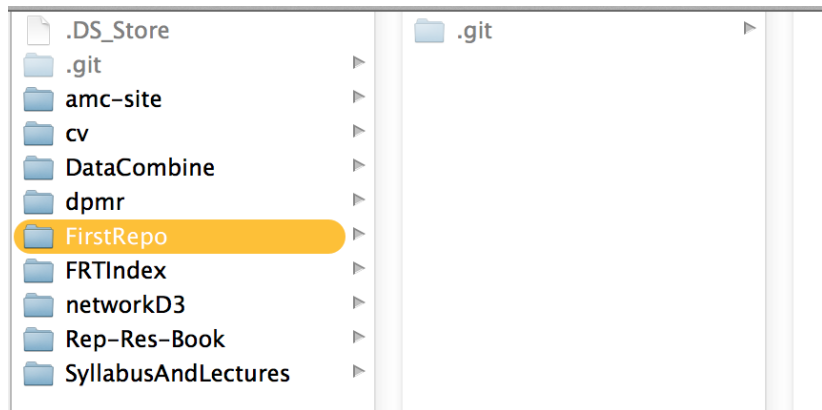 .DS_Store
.git
amc-site
cv
DataCombine
dpmr
FirstRepo
FRTIndex
networkD3
Rep-Res-Book
SyllabusAndLectures
.git